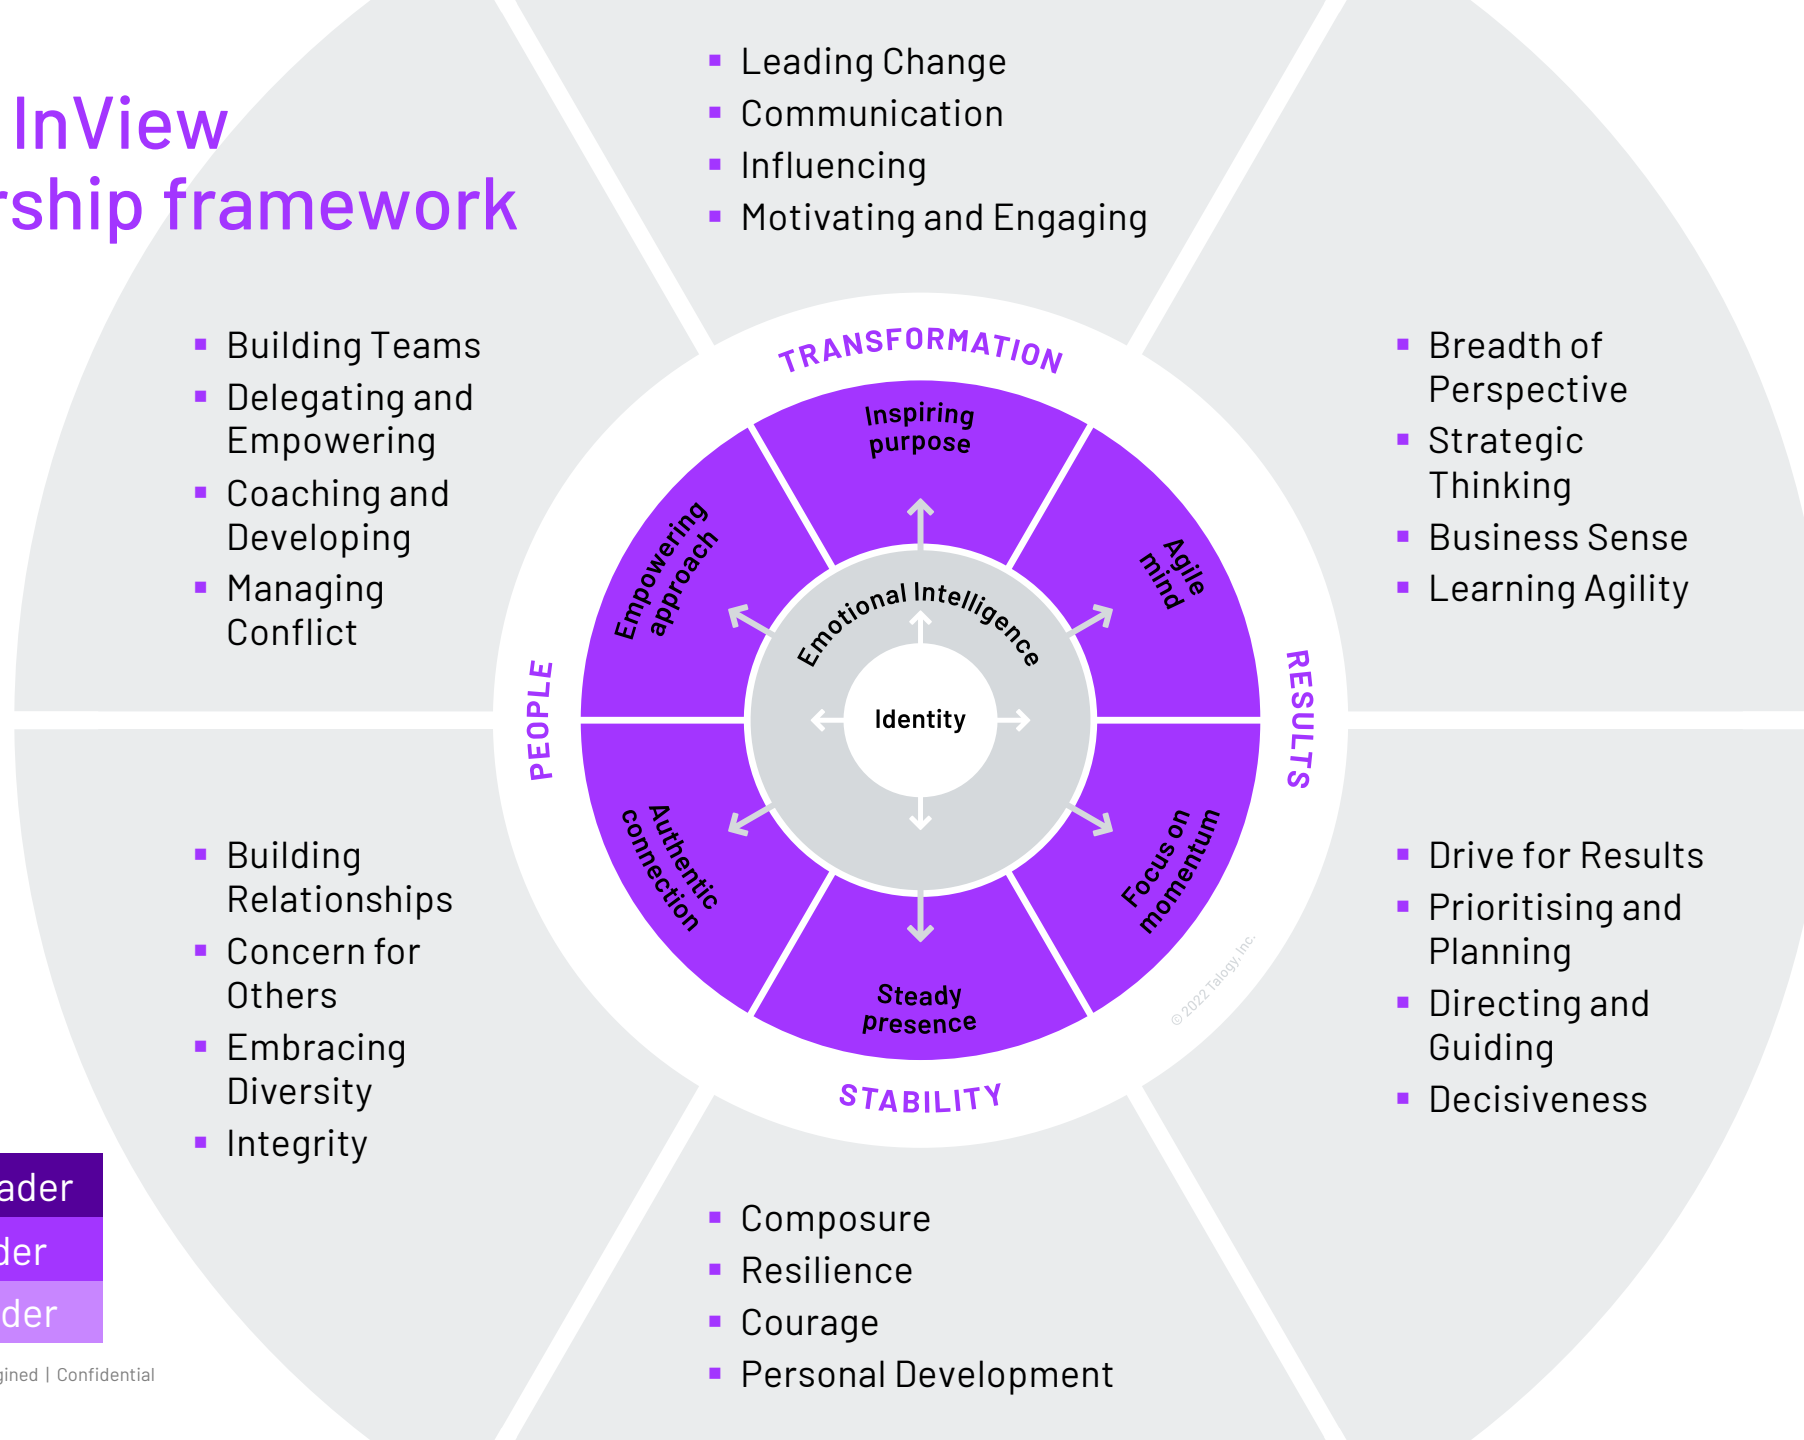 InView
rship framework
Leading Change
Communication
Influencing
Motivating and Engaging
Building Teams
Delegating and
Empowering
Coaching and
Developing
Managing
Conflict
Breadth of
Perspective
Strategic
Thinking
Business Sense
Learning Agility
TRANSFORMATION
Inspiring
purpose
Empowering
approach
Agile
mind
Emotional Intelligence
Identity
PEOPLE
RESULTS
Authentic
connection
Focus on
momentum
Steady
presence
STABILITY
© 2022 Talogy, Inc.
Building
Relationships
Concern for
Others
Embracing
Diversity
Integrity
Drive for Results
Prioritising and
Planning
Directing and
Guiding
Decisiveness
Composure
Resilience
Courage
Personal Development
ader
der
der
gined | Confidential